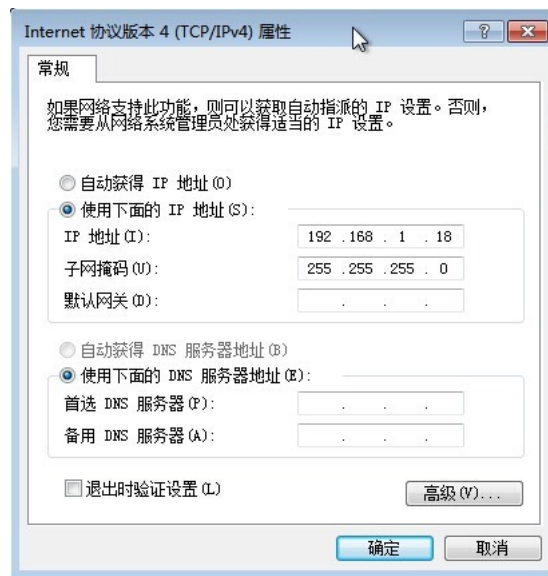 Internet 协议版本 4 (TCP/IPv4) 属性
常规
如果网络支持此功能，则可以获取自动指派的 IP 设置。否则，
您需要从网络系统管理员处获得适当的 IP 设置。
自动获得 IP 地址(O)
使用下面的 IP 地址(S):
IP 地址(I): 192 .168 . 1 . 18
子网掩码(U): 255 .255 .255 . 0
默认网关(D): . . .
自动获得 DNS 服务器地址(B)
使用下面的 DNS 服务器地址(E):
首选 DNS 服务器(P): . . .
备用 DNS 服务器(A): . . .
退出时验证设置(L)
高级(V)...
确定 取消